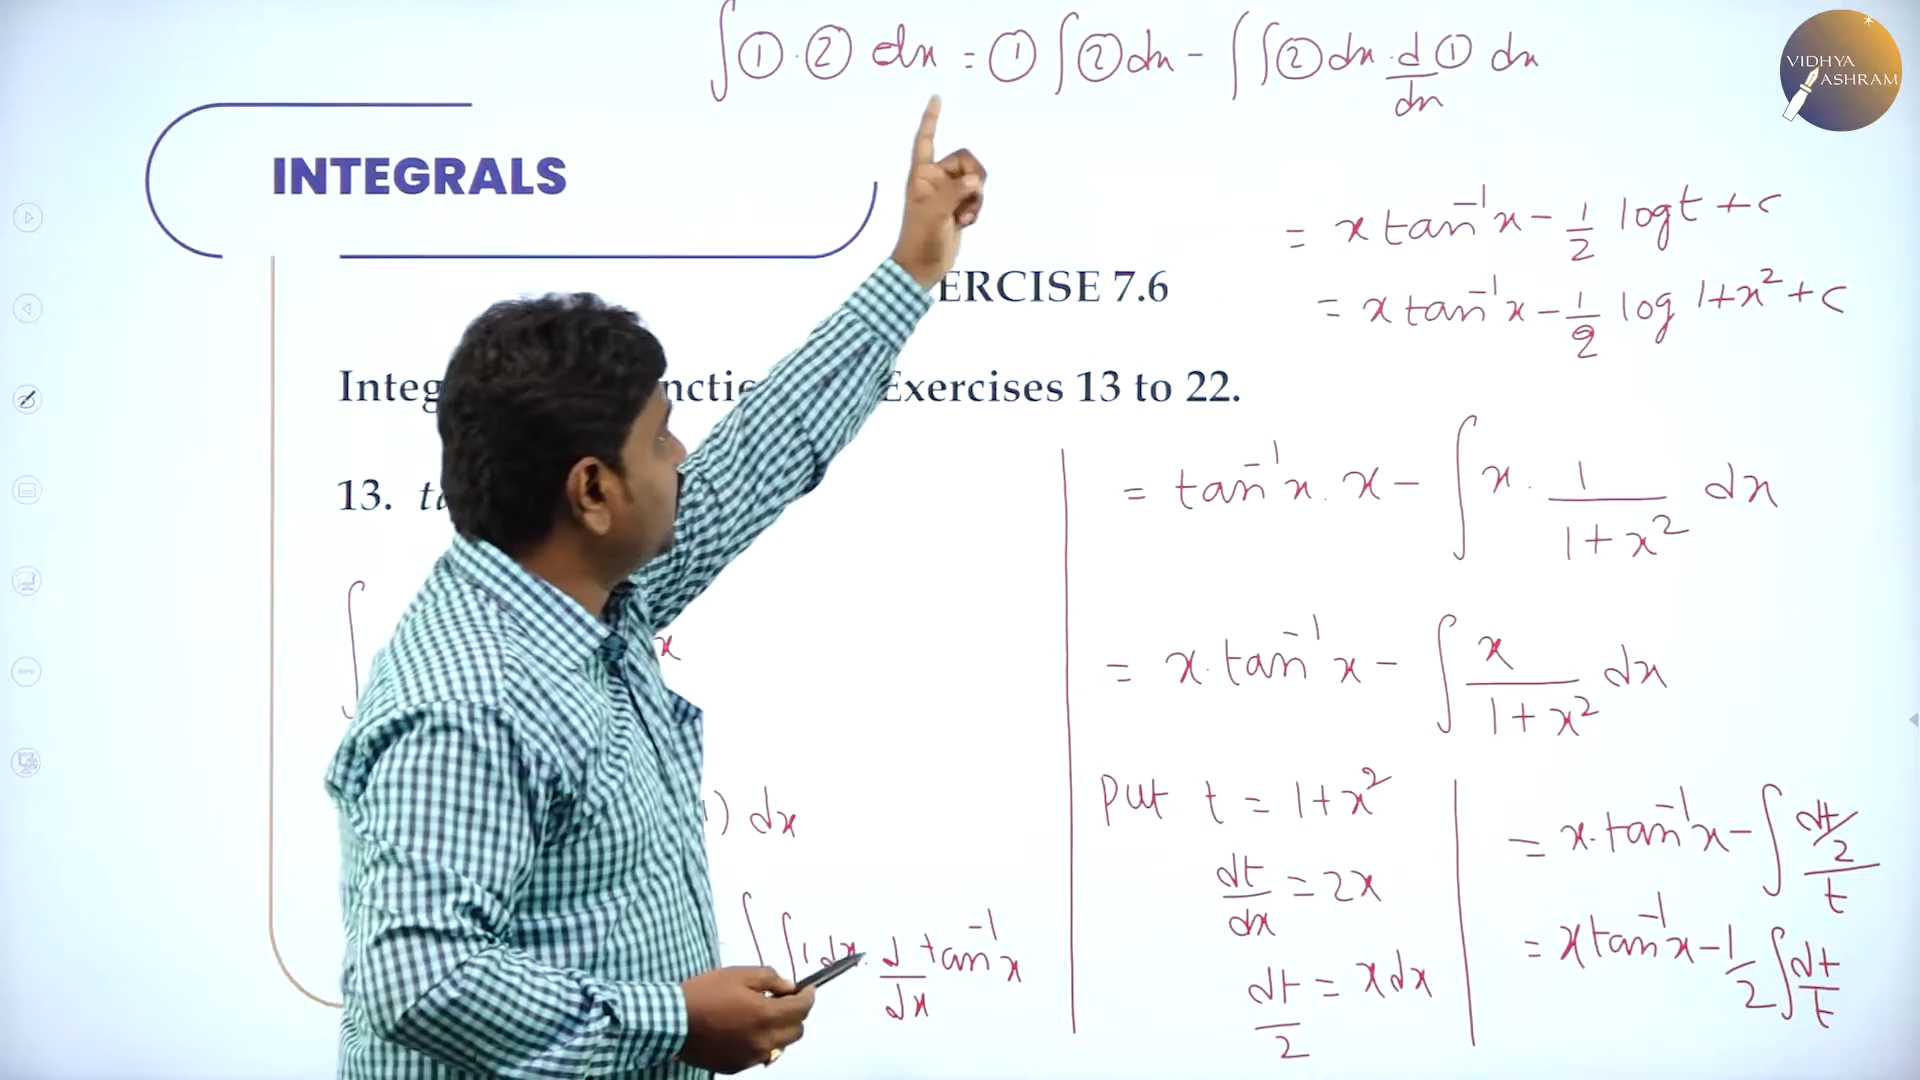 ∫ ① · ② dx = ① ∫ ② dx - ∫ ∫ ② dx · d/dx ① dx
VIDHYA
ASHRAM
INTEGRALS
= x tan⁻¹x - 1/2 log t + c
= x tan⁻¹x - 1/2 log 1+x² + c
ERCISE 7.6
Exercises 13 to 22.
13.
= tan⁻¹x · x - ∫ x · 1/(1+x²) dx
∫
x
= x · tan⁻¹x - ∫ x/(1+x²) dx
) dx
∫ ∫ 1 dx · d/dx tan⁻¹x
Put t = 1+x²
dt/dx = 2x
dt/2 = x dx
= x · tan⁻¹x - ∫ (dt/2)/t
= x tan⁻¹x - 1/2 ∫ dt/t